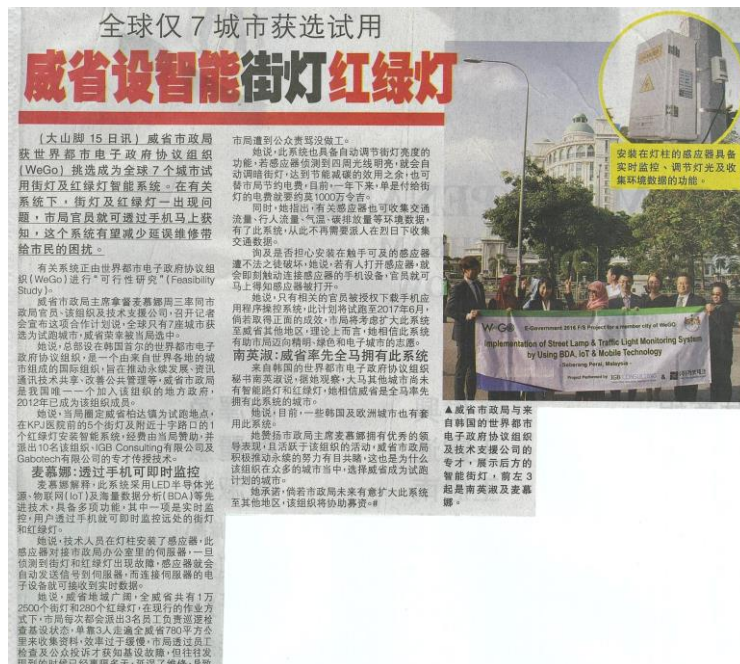 全球仅7城市获选试用
威省设智能街灯红绿灯
(大山脚15日讯)威省市政局
获世界都市电子政府协议组织
(WeGo)挑选成为全球7个城市试
用街灯及红绿灯智能系统。在有关
系统下，街灯及红绿灯一出现问
题，市局官员就可透过手机马上获
知，这个系统有望减少延误维修带
给市民的困扰。
有关系统正由世界都市电子政府协议组
织(WeGo)进行“可行性研究”(Feasibility
Study)。
威省市政局主席拿督麦慕娜周三率同市
政局官员、该组织及技术支援公司，召开记者
会宣布这项合作计划说，全球只有7座城市获
选为试跑城市，威省荣幸被当局选中。
她说，总部设在韩国首尔的世界都市电子
政府协议组织，是一个由来自世界各地的城
市组成的国际组织，旨在推动永续发展、资讯
通讯技术共享、改善公共管理等，威省市政局
是我国唯一一个加入该组织的地方政府，
2012年已成为该组织成员。
她说，当局圈定威省柏达镇为试跑地点，
在KPJ医院前的5个街灯及附近十字路口的1
个红绿灯安装智能系统，经费由当局赞助，并
派出10名该组织、IGB Consulting有限公司及
Gabotech有限公司的专才传授技术。
麦慕娜：透过手机可即时监控
麦慕娜解释，此系统采用LED半导体光
源、物联网(IoT)及海量数据分析(BDA)等先
进技术，具备多项功能，其中一项是实时监
控，用户透过手机就可即时监控远处的街灯
和红绿灯。
她说，技术人员在灯柱安装了感应器，此
感应器对接市政局办公室里的伺服器，一旦
侦测到街灯和红绿灯出现故障，感应器就会
自动发送信号到伺服器，而连接伺服器的电
子设备就可接收到实时数据。
她说，威省地域广阔，全威省共有1万
2500个街灯和280个红绿灯，在现行的作业方
式下，市局每次都会派出3名员工负责巡逻检
查基设状态，单靠3人走遍全威省780平方公
里来收集资料，效率过于缓慢，市局透过员工
检查及公众投诉才获知基设故障，但往往发
现到的时候已经事隔多天，延误了维修，导致
市局遭到公众责骂没做工。
她说，此系统也具备自动调节街灯亮度的
功能，若感应器侦测到四周光线明亮，就会自
动调暗街灯，达到节能减碳的效用之余，也可
替市局节约电费，目前，一年下来，单是付给街
灯的电费就要约莫1000万令吉。
同时，她指出，有关感应器也可收集交通
流量、行人流量、气温、碳排放量等环境数据，
有了此系统，从此不再需要派人在烈日下收集
交通数据。
询及是否担心安装在触手可及的感应器
遭不法之徒破坏，她说，若有人打开感应器，就
会即刻触动连接感应器的手机设备，官员就可
马上得知感应器被打开。
她说，只有相关的官员被授权下载手机应
用程序操控系统，此计划将试跑至2017年6月，
倘若取得正面的成效，市局将考虑扩大此系统
至威省其他地区，理论上而言，她相信此系统
有助市局迈向精明、绿色和电子城市的志愿。
南英淑：威省率先全马拥有此系统
来自韩国的世界都市电子政府协议组织
秘书南英淑说，据她观察，大马其他城市尚未
有智能路灯和红绿灯，她相信威省是全马率先
拥有此系统的城市。
她说，目前，一些韩国及欧洲城市也有套
用此系统。
她赞扬市政局主席麦慕娜拥有优秀的领
导表现，且活跃于该组织的活动，威省市政局
积极推动永续的努力有目共睹，这也是为什么
该组织在众多的城市当中，选择威省成为试跑
计划的城市。
她承诺，倘若市政局未来有意扩大此系统
至其他地区，该组织将协助募资。#
安装在灯柱的感应器具备
实时监控、调节灯光及收
集环境数据的功能。
WeGO
E-Government 2016 F/S Project for a member city of WeGO
Implementation of Street Lamp & Traffic Light Monitoring System
by Using BDA, IoT & Mobile Technology
Seberang Perai, Malaysia
▲威省市政局与来
自韩国的世界都市
电子政府协议组织
及技术支援公司的
专才，展示后方的
智能街灯，前左3
起是南英淑及麦慕
娜。